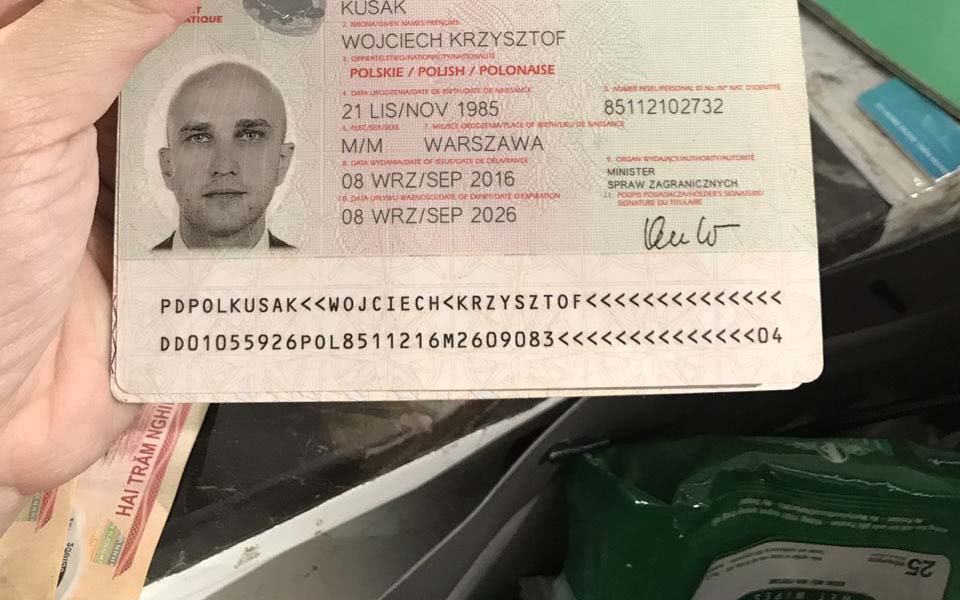 ET
ATIQUE
KUSAK
2. IMIONA/GIVEN NAMES/PRÉNOMS
WOJCIECH KRZYSZTOF
3. OBYWATELSTWO/NATIONALITY/NATIONALITÉ
POLSKIE / POLISH / POLONAISE
4. DATA URODZENIA/DATE OF BIRTH/DATE DE NAISSANCE
5. NUMER PESEL/PERSONAL ID No./Nº NAT. D'IDENTITÉ
21 LIS/NOV 1985
85112102732
6. PŁEĆ/SEX/SEXE
7. MIEJSCE URODZENIA/PLACE OF BIRTH/LIEU DE NAISSANCE
M/M
WARSZAWA
8. DATA WYDANIA/DATE OF ISSUE/DATE DE DÉLIVRANCE
9. ORGAN WYDAJĄCY/AUTHORITY/AUTORITÉ
08 WRZ/SEP 2016
MINISTER
SPRAW ZAGRANICZNYCH
10. DATA UPŁYWU WAŻNOŚCI/DATE OF EXPIRY/DATE D'EXPIRATION
11. PODPIS POSIADACZA/HOLDER'S SIGNATURE/
SIGNATURE DU TITULAIRE
08 WRZ/SEP 2026
PDPOLKUSAK<<WOJCIECH<KRZYSZTOF<<<<<<<<<<<<<<
DD01055926POL8511216M2609083<<<<<<<<<<<<<<04
HAI TRĂM NGHÌ
25
WET WIPES